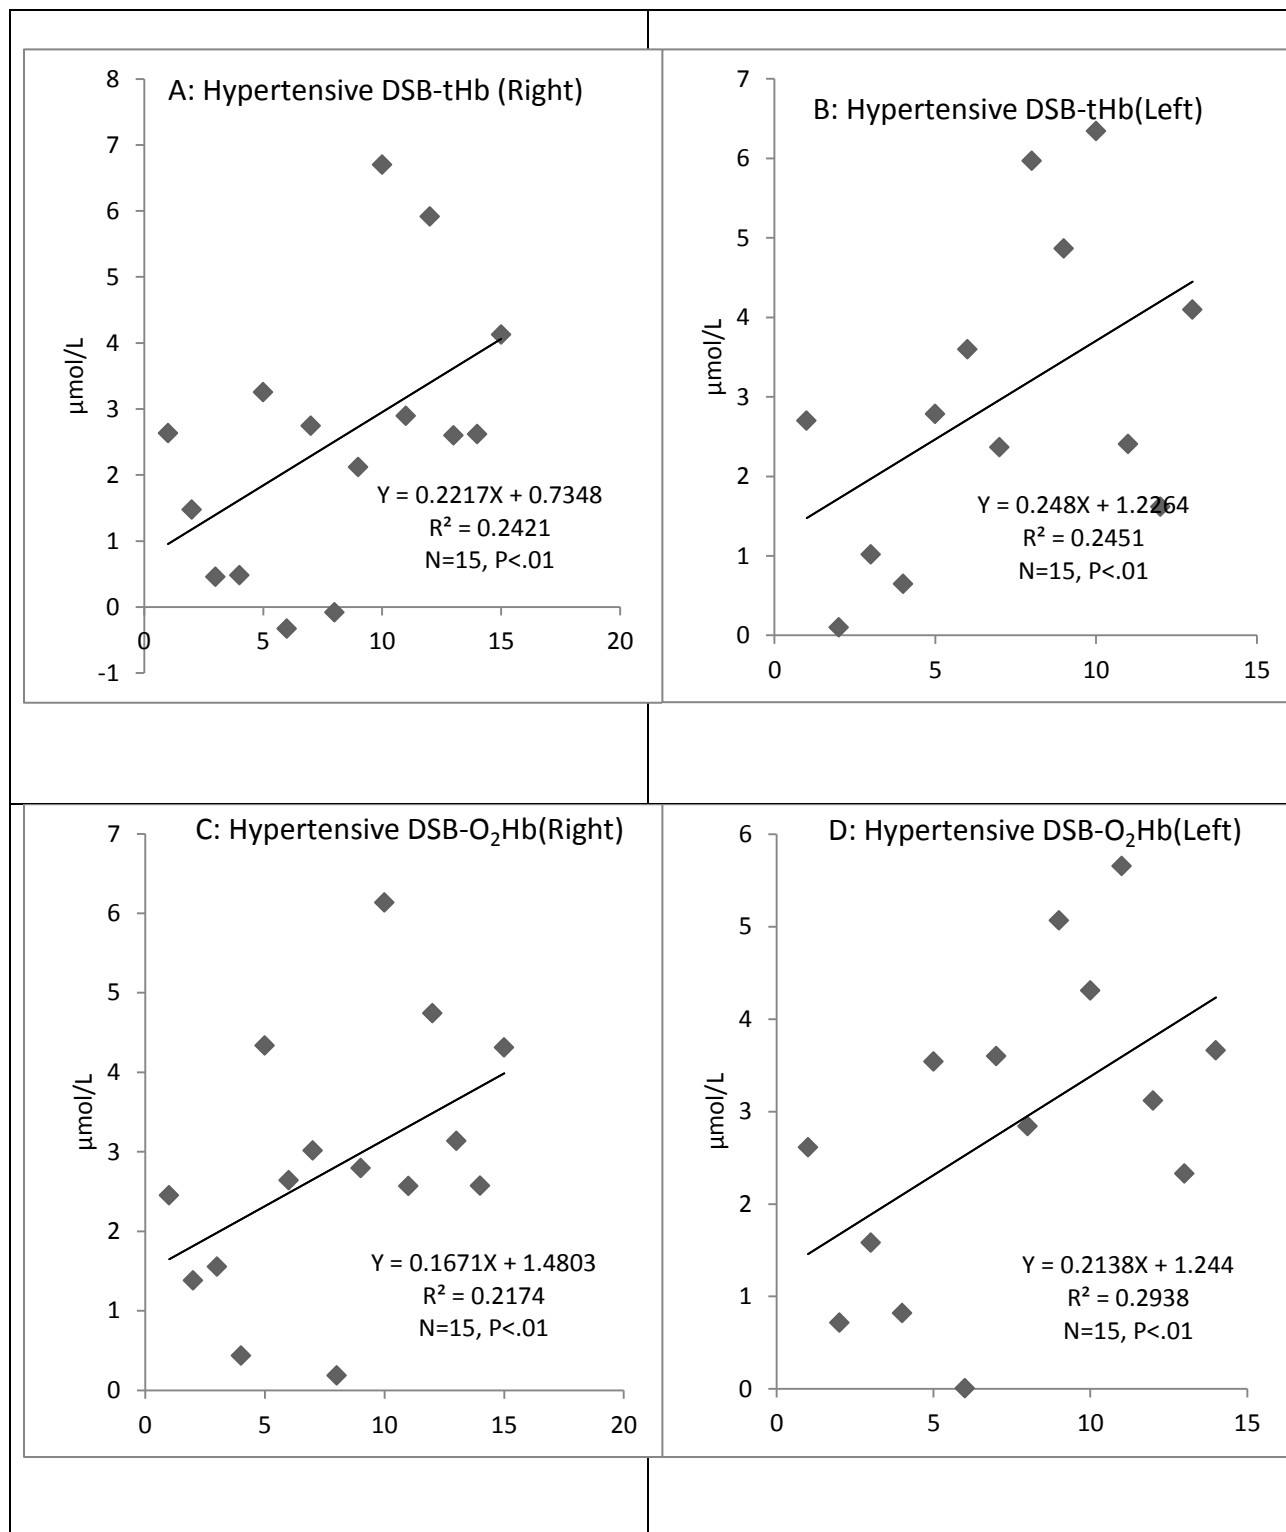 A: Hypertensive DSB-tHb (Right)
8
7
6
5
4
3
2
1
0
-1
µmol/L
0
5
10
15
20
Y = 0.2217X + 0.7348
R² = 0.2421
N=15, P<.01
B: Hypertensive DSB-tHb(Left)
7
6
5
4
3
2
1
0
µmol/L
0
5
10
15
Y = 0.248X + 1.2264
R² = 0.2451
N=15, P<.01
C: Hypertensive DSB-O₂Hb(Right)
7
6
5
4
3
2
1
0
µmol/L
0
5
10
15
20
Y = 0.1671X + 1.4803
R² = 0.2174
N=15, P<.01
D: Hypertensive DSB-O₂Hb(Left)
6
5
4
3
2
1
0
µmol/L
0
5
10
15
Y = 0.2138X + 1.244
R² = 0.2938
N=15, P<.01